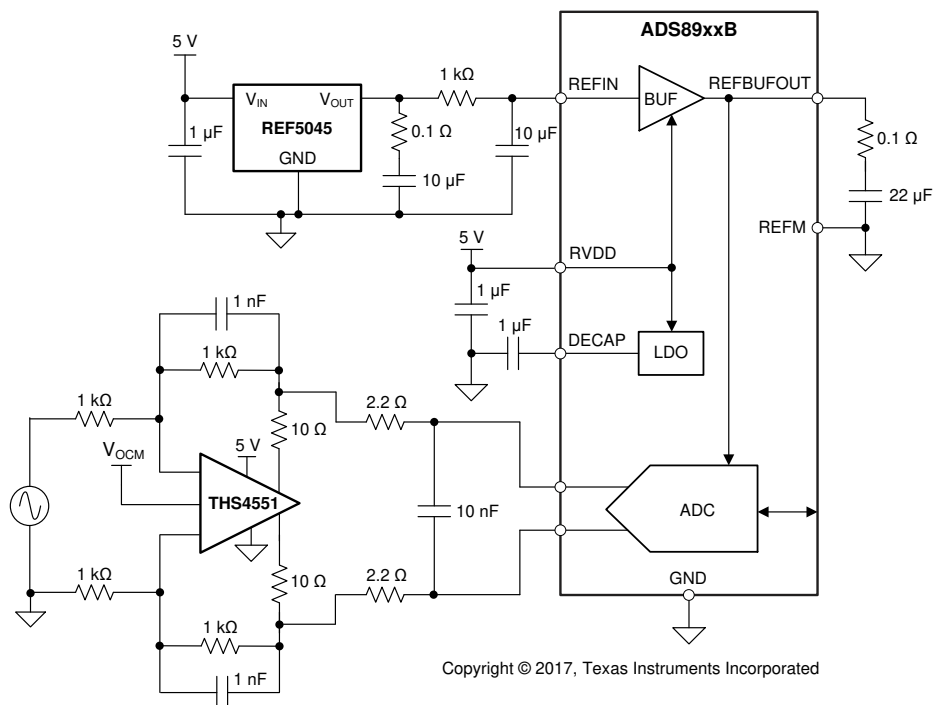 ADS89xxB
5 V
1 kΩ
REFIN
REFBUFOUT
VIN
VOUT
BUF
REF5045
1 µF
0.1 Ω
10 µF
0.1 Ω
GND
10 µF
22 µF
REFM
5 V
RVDD
1 µF
1 nF
1 µF
DECAP
LDO
1 kΩ
1 kΩ
2.2 Ω
10 Ω
VOCM
5 V
THS4551
10 nF
ADC
1 kΩ
10 Ω
2.2 Ω
GND
1 kΩ
1 nF
Copyright © 2017, Texas Instruments Incorporated